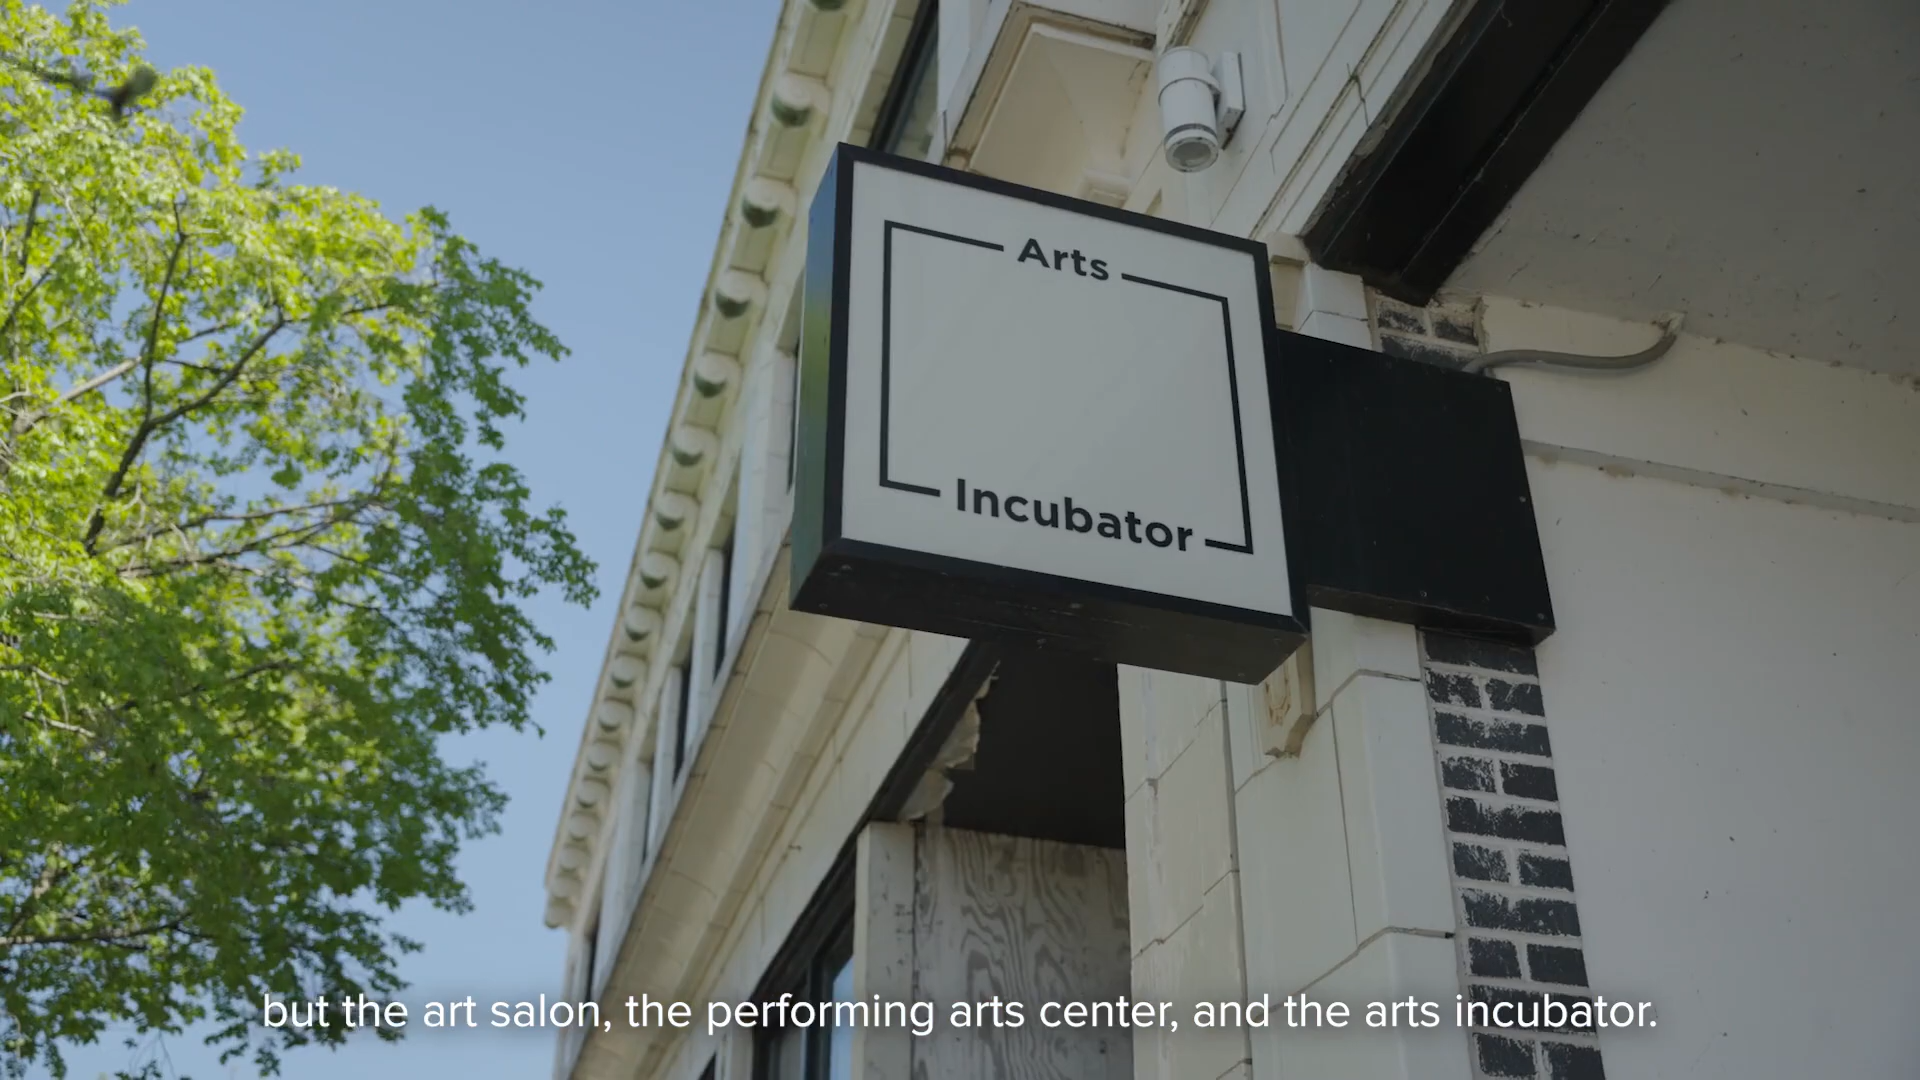 Arts
Incubator
but the art salon, the performing arts center, and the arts incubator.